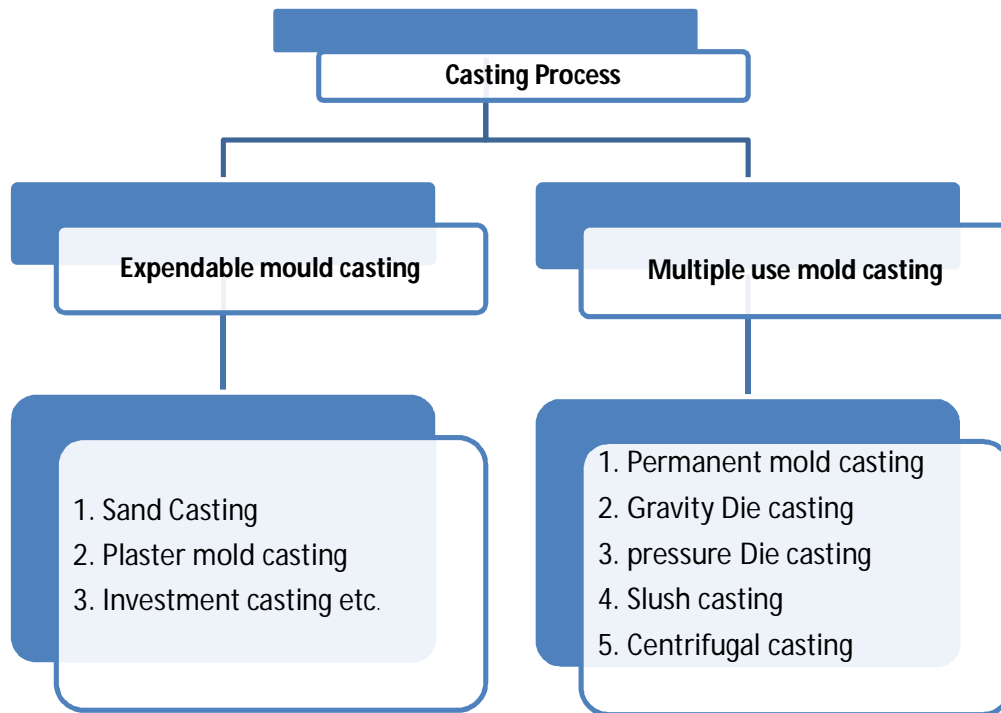 Casting Process
Expendable mould casting
Multiple use mold casting
1. Sand Casting
2. Plaster mold casting
3. Investment casting etc.
1. Permanent mold casting
2. Gravity Die casting
3. pressure Die casting
4. Slush casting
5. Centrifugal casting